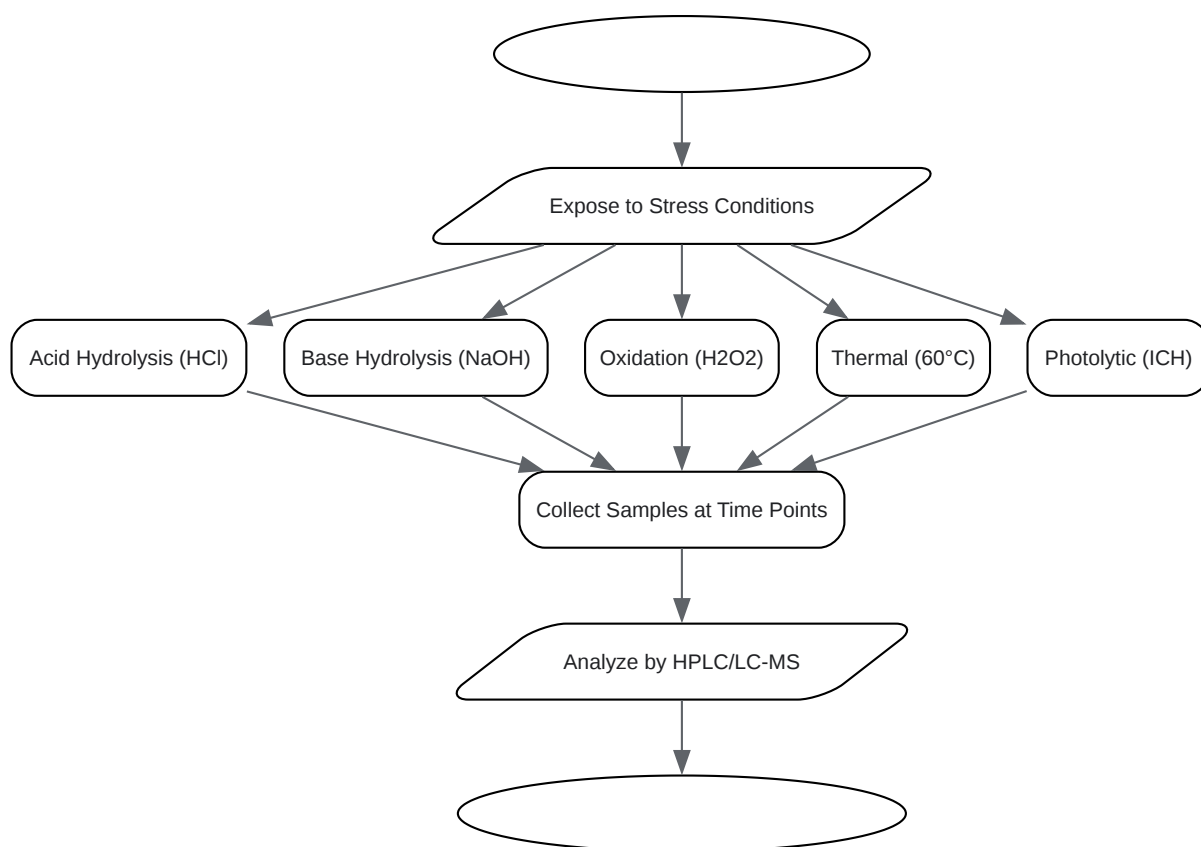 Expose to Stress Conditions
Acid Hydrolysis (HCl)
Base Hydrolysis (NaOH)
Oxidation (H2O2)
Thermal (60°C)
Photolytic (ICH)
Collect Samples at Time Points
Analyze by HPLC/LC-MS